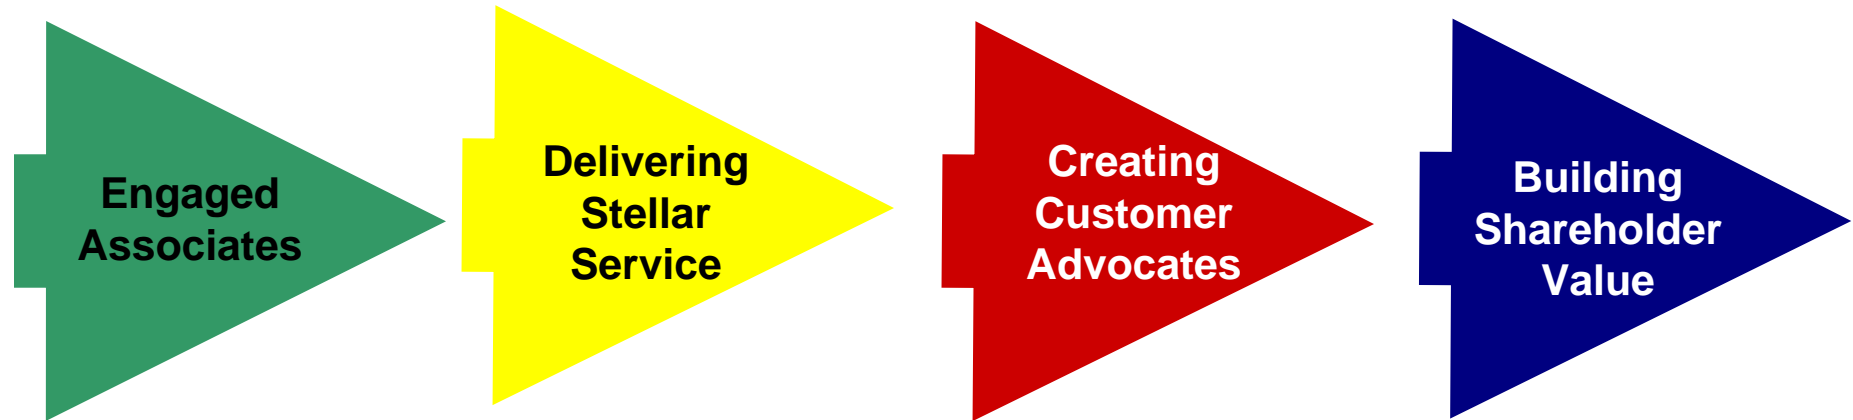 Engaged
Associates
Delivering
Stellar
Service
Creating
Customer
Advocates
Building
Shareholder
Value